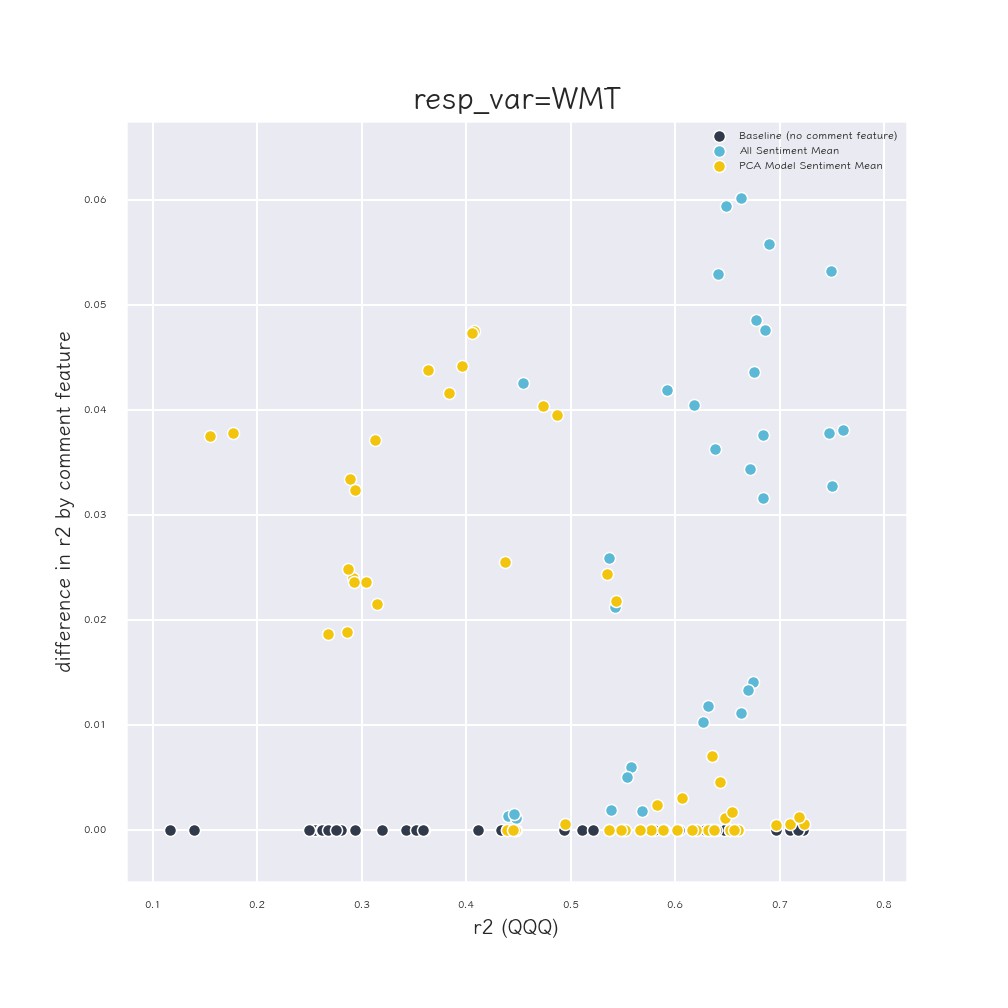 resp_var=WMT
Baseline (no comment feature)
All Sentiment Mean
PCA Model Sentiment Mean
0.06
0.05
0.04
0.03
0.02
0.01
0.00
difference in r2 by comment feature
0.1 0.2 0.3 0.4 0.5 0.6 0.7 0.8
r2 (QQQ)